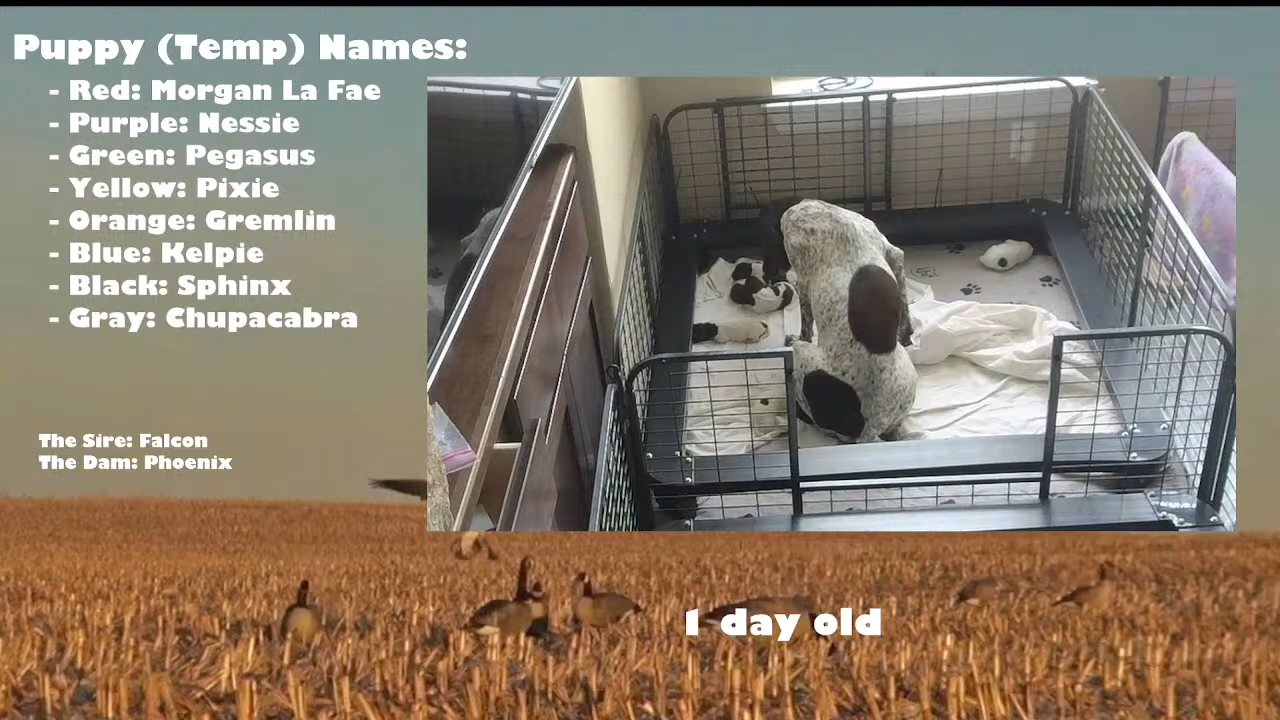 Puppy (Temp) Names:
- Red: Morgan La Fae
- Purple: Nessie
- Green: Pegasus
- Yellow: Pixie
- Orange: Gremlin
- Blue: Kelpie
- Black: Sphinx
- Gray: Chupacabra
The Sire: Falcon
The Dam: Phoenix
1 day old